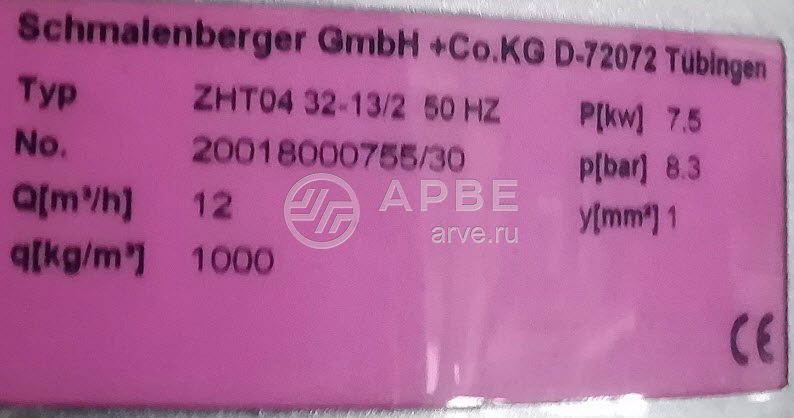 Schmalenberger GmbH +Co.KG D-72072 Tübingen
Typ ZHT04 32-13/2 50 HZ P[kw] 7.5
No. 20018000755/30 p[bar] 8.3
Q[m³/h] 12 y[mm²] 1
q[kg/m³] 1000
АРВЕ
arve.ru
CE